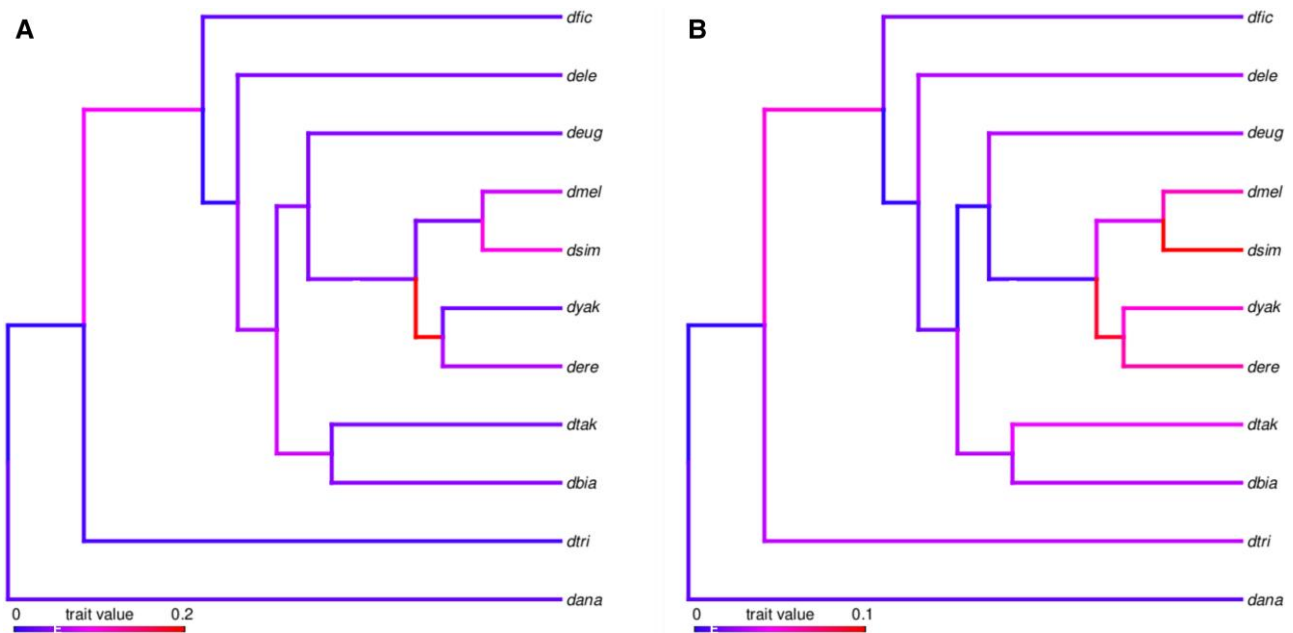 A
dfic
dele
deug
dmel
dsim
dyak
dere
dtak
dbia
dtri
dana
0 trait value 0.2
B
dfic
dele
deug
dmel
dsim
dyak
dere
dtak
dbia
dtri
dana
0 trait value 0.1